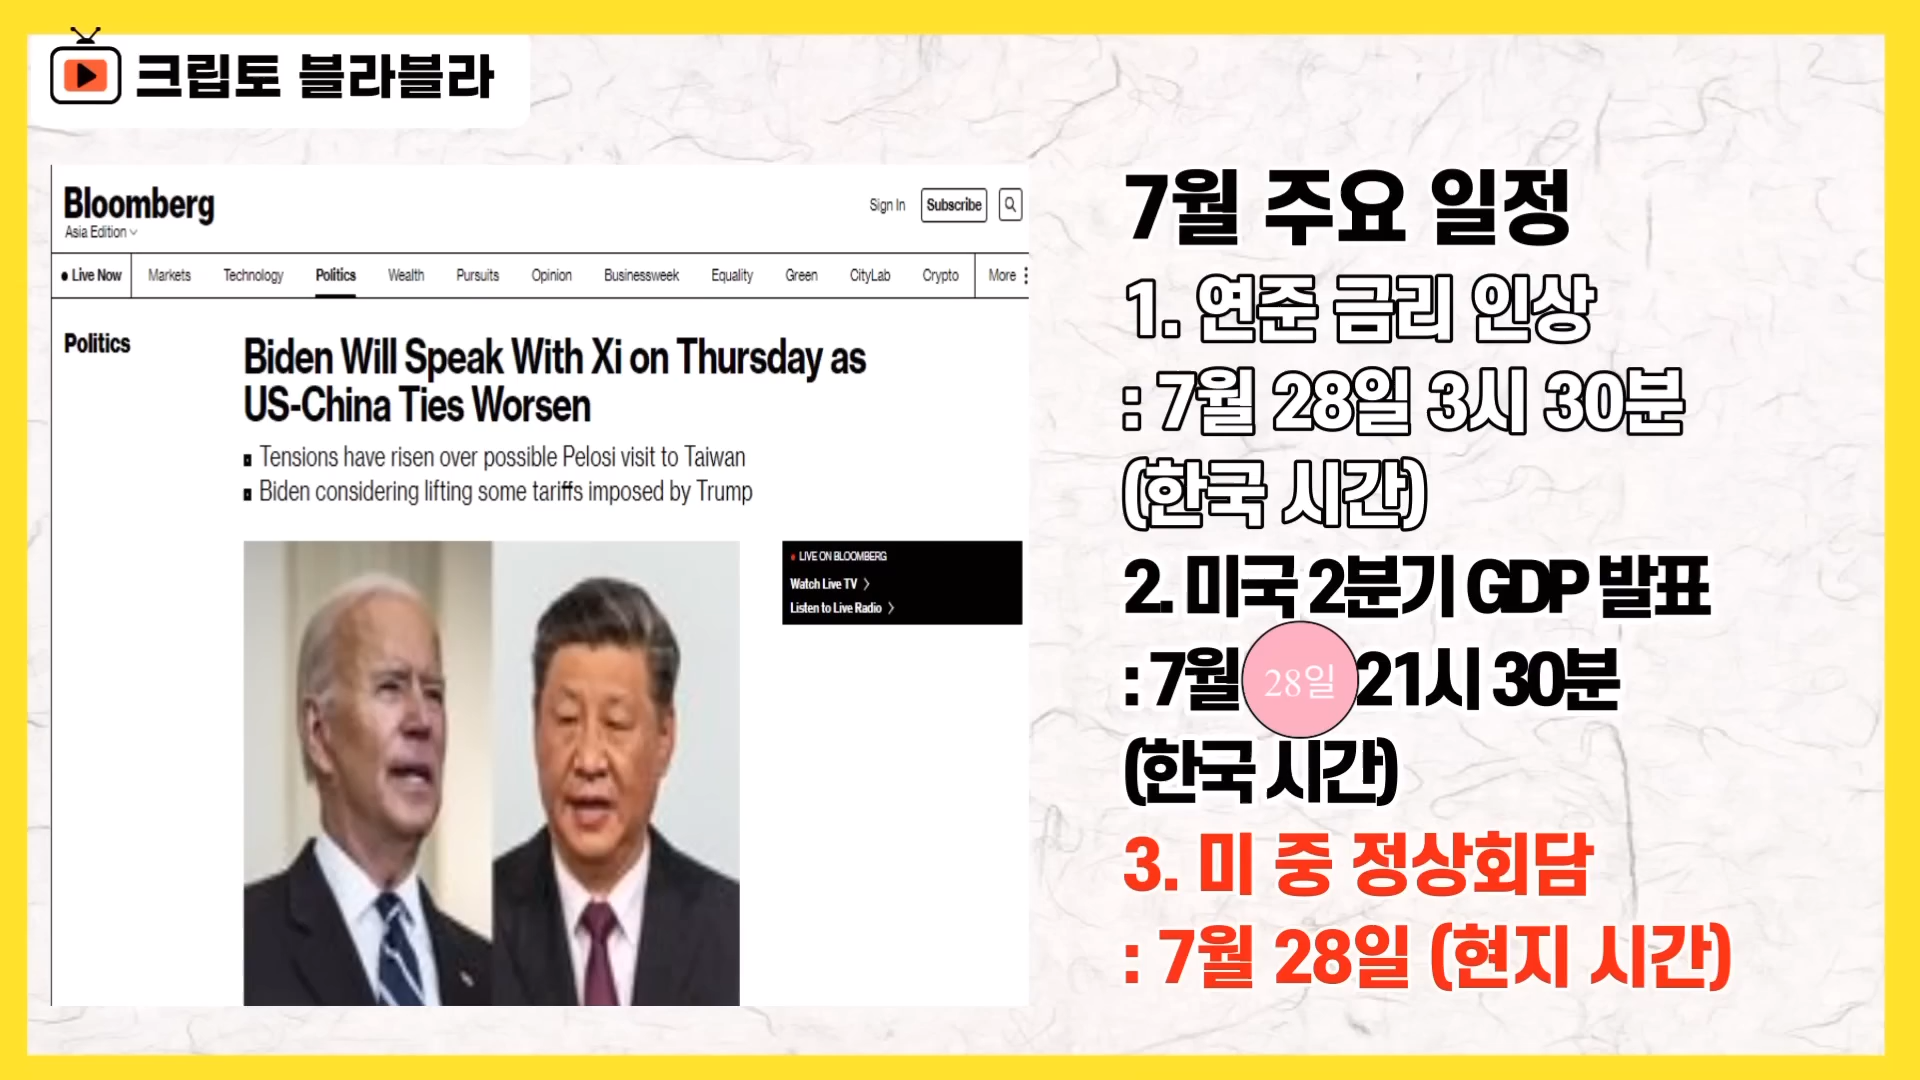 크립토 블라블라
Bloomberg
Asia Edition
Sign In
Subscribe
Live Now
Markets
Technology
Politics
Wealth
Pursuits
Opinion
Businessweek
Equality
Green
CityLab
Crypto
More
Politics
Biden Will Speak With Xi on Thursday as
US-China Ties Worsen
Tensions have risen over possible Pelosi visit to Taiwan
Biden considering lifting some tariffs imposed by Trump
LIVE ON BLOOMBERG
Watch Live TV
Listen to Live Radio
7월 주요 일정
1. 연준 금리 인상
: 7월 28일 3시 30분
(한국 시간)
2. 미국 2분기 GDP 발표
: 7월 28일 21시 30분
(한국 시간)
3. 미 중 정상회담
: 7월 28일 (현지 시간)